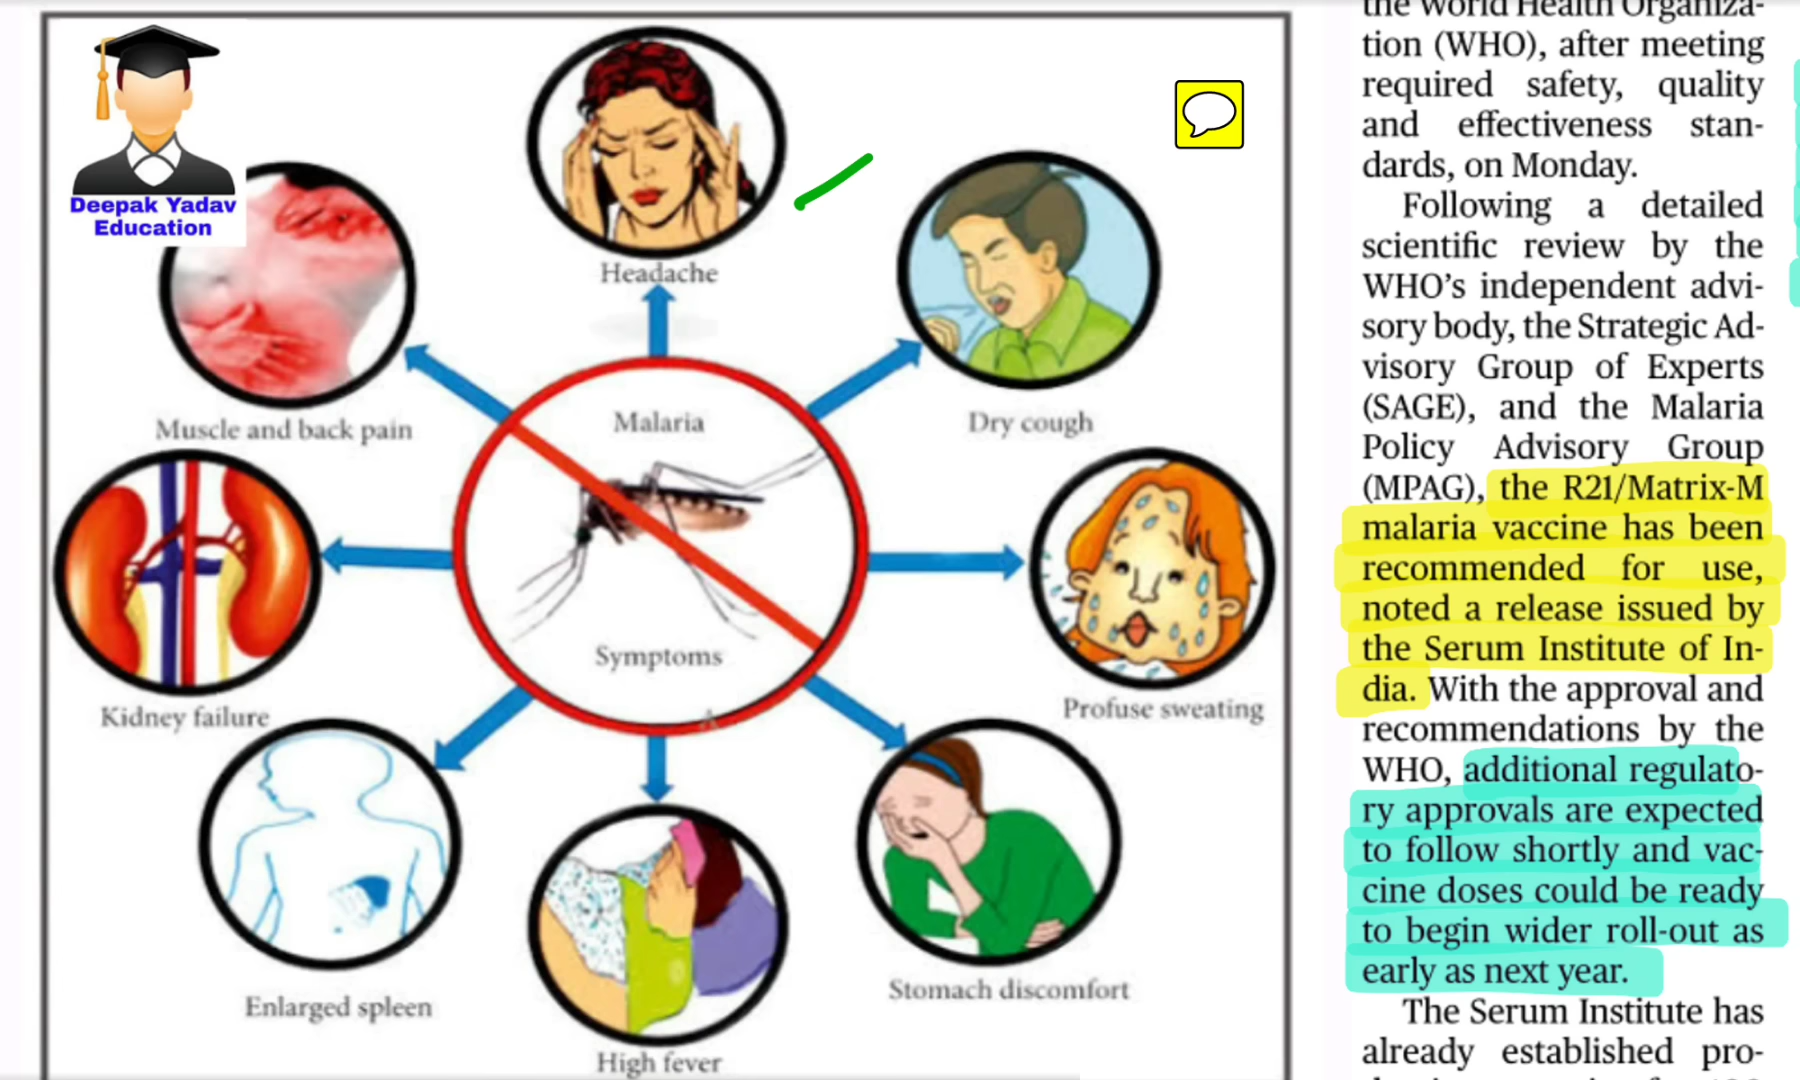 Deepak Yadav
Education
Headache
Muscle and back pain
Malaria
Dry cough
Symptoms
Kidney failure
Profuse sweating
Enlarged spleen
Stomach discomfort
High fever
the World Health Organiza-
tion (WHO), after meeting
required safety, quality
and effectiveness stan-
dards, on Monday.
Following a detailed
scientific review by the
WHO's independent advi-
sory body, the Strategic Ad-
visory Group of Experts
(SAGE), and the Malaria
Policy Advisory Group
(MPAG), the R21/Matrix-M
malaria vaccine has been
recommended for use,
noted a release issued by
the Serum Institute of In-
dia. With the approval and
recommendations by the
WHO, additional regulato-
ry approvals are expected
to follow shortly and vac-
cine doses could be ready
to begin wider roll-out as
early as next year.
The Serum Institute has
already established pro-